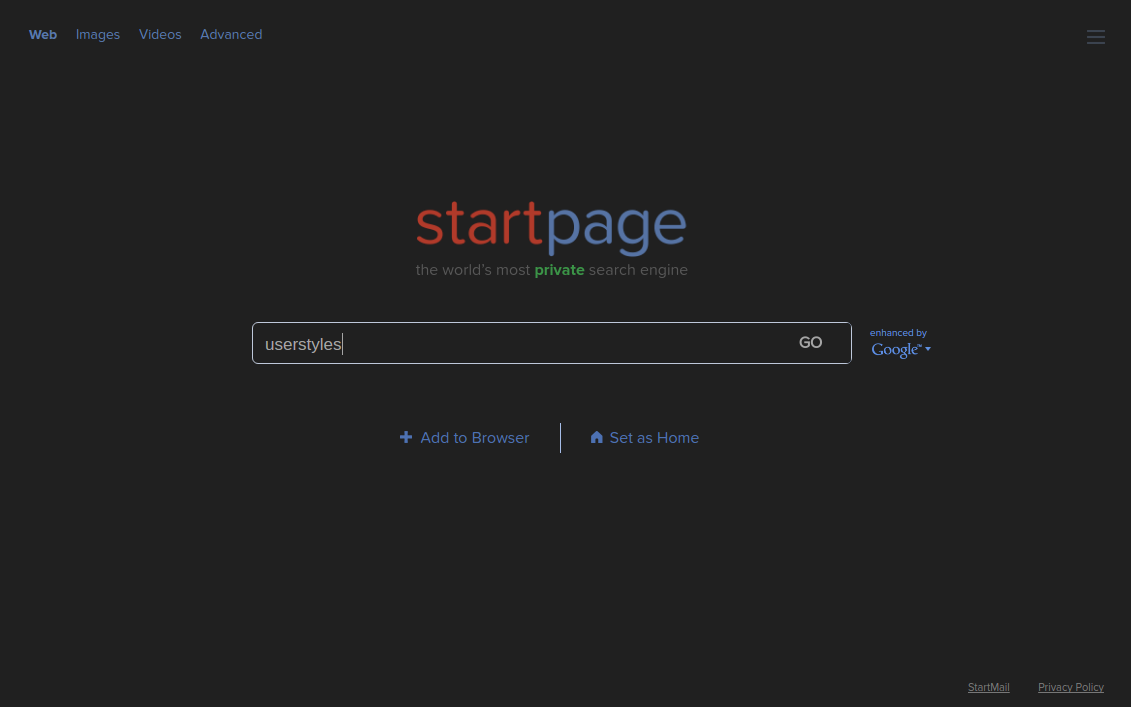 Web Images Videos Advanced
startpage
the world's most private search engine
userstyles GO
enhanced by
Google™
Add to Browser Set as Home
StartMail Privacy Policy